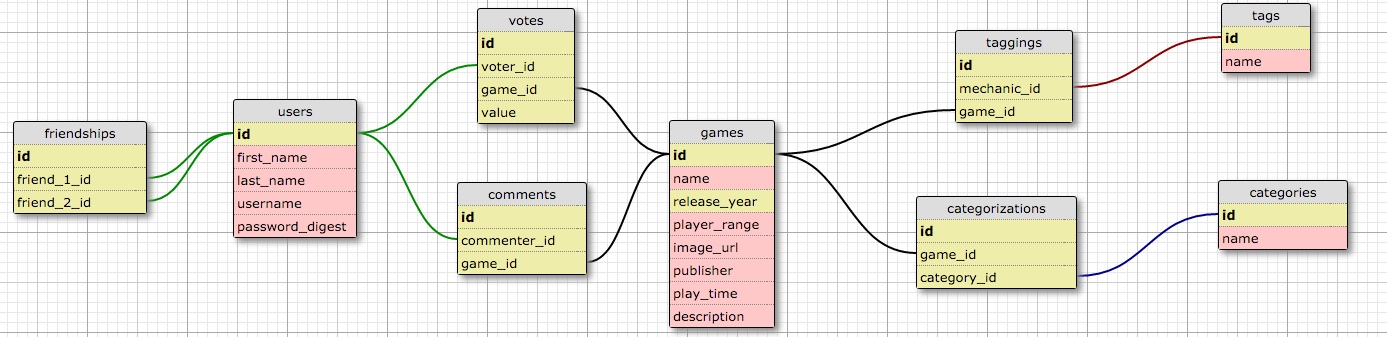 friendships
id
friend_1_id
friend_2_id
users
id
first_name
last_name
username
password_digest
votes
id
voter_id
game_id
value
comments
id
commenter_id
game_id
games
id
name
release_year
player_range
image_url
publisher
play_time
description
taggings
id
mechanic_id
game_id
categorizations
id
game_id
category_id
tags
id
name
categories
id
name